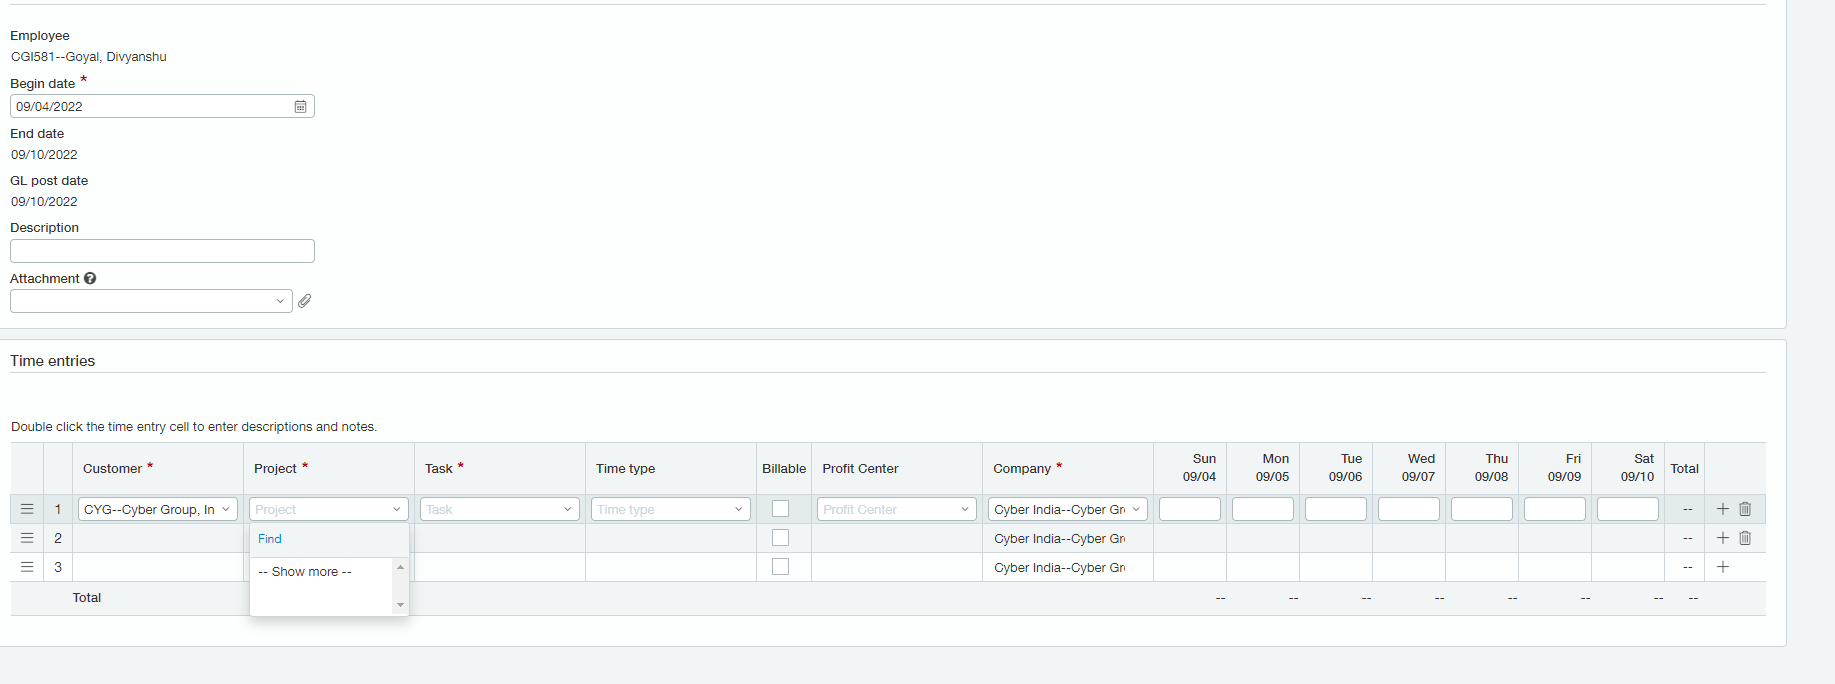 Employee
CGI581--Goyal, Divyanshu
Begin date *
09/04/2022
End date
09/10/2022
GL post date
09/10/2022
Description
Attachment ?
Time entries
Double click the time entry cell to enter descriptions and notes.
Customer * Project * Task * Time type Billable Profit Center Company * Sun 09/04 Mon 09/05 Tue 09/06 Wed 09/07 Thu 09/08 Fri 09/09 Sat 09/10 Total
1 CYG--Cyber Group, In Project Task Time type Profit Center Cyber India--Cyber Gr --
2 Find Cyber India--Cyber Gr --
3 -- Show more -- Cyber India--Cyber Gr --
Total -- -- -- -- -- -- -- --